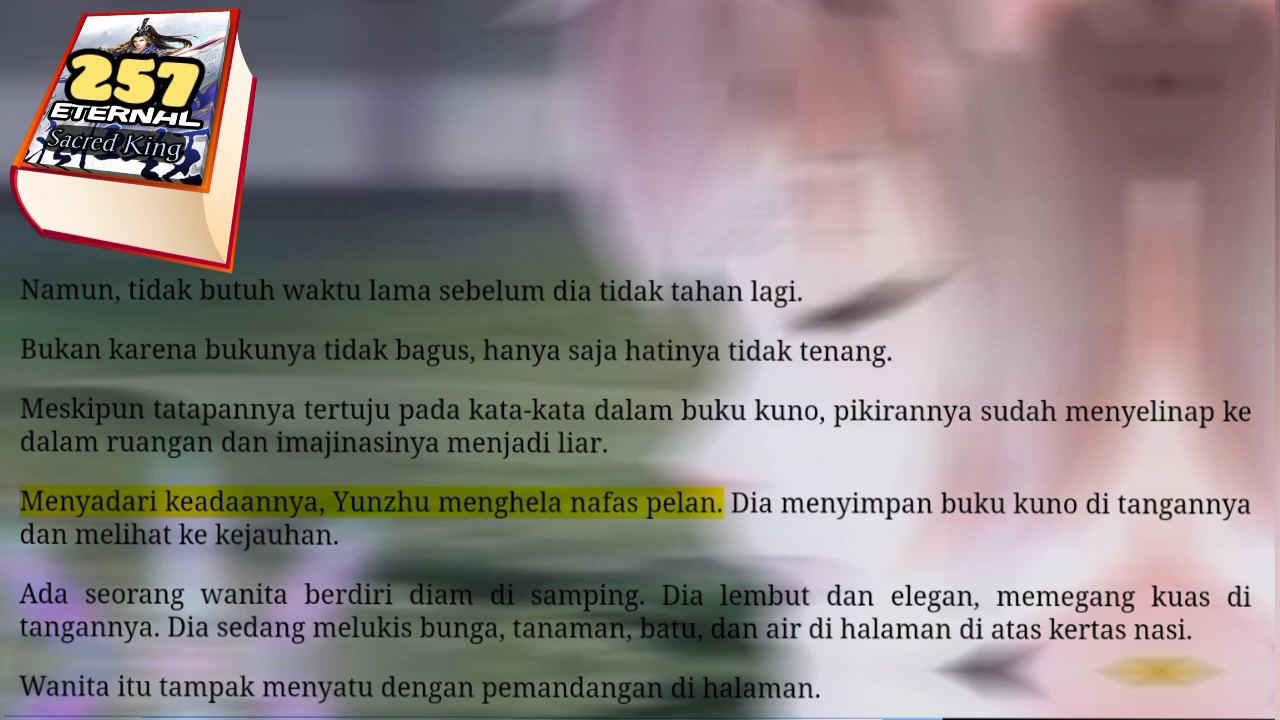 257
ETERNAL
Sacred King
Namun, tidak butuh waktu lama sebelum dia tidak tahan lagi.
Bukan karena bukunya tidak bagus, hanya saja hatinya tidak tenang.
Meskipun tatapannya tertuju pada kata-kata dalam buku kuno, pikirannya sudah menyelinap ke
dalam ruangan dan imajinasinya menjadi liar.
Menyadari keadaannya, Yunzhu menghela nafas pelan. Dia menyimpan buku kuno di tangannya
dan melihat ke kejauhan.
Ada seorang wanita berdiri diam di samping. Dia lembut dan elegan, memegang kuas di
tangannya. Dia sedang melukis bunga, tanaman, batu, dan air di halaman di atas kertas nasi.
Wanita itu tampak menyatu dengan pemandangan di halaman.